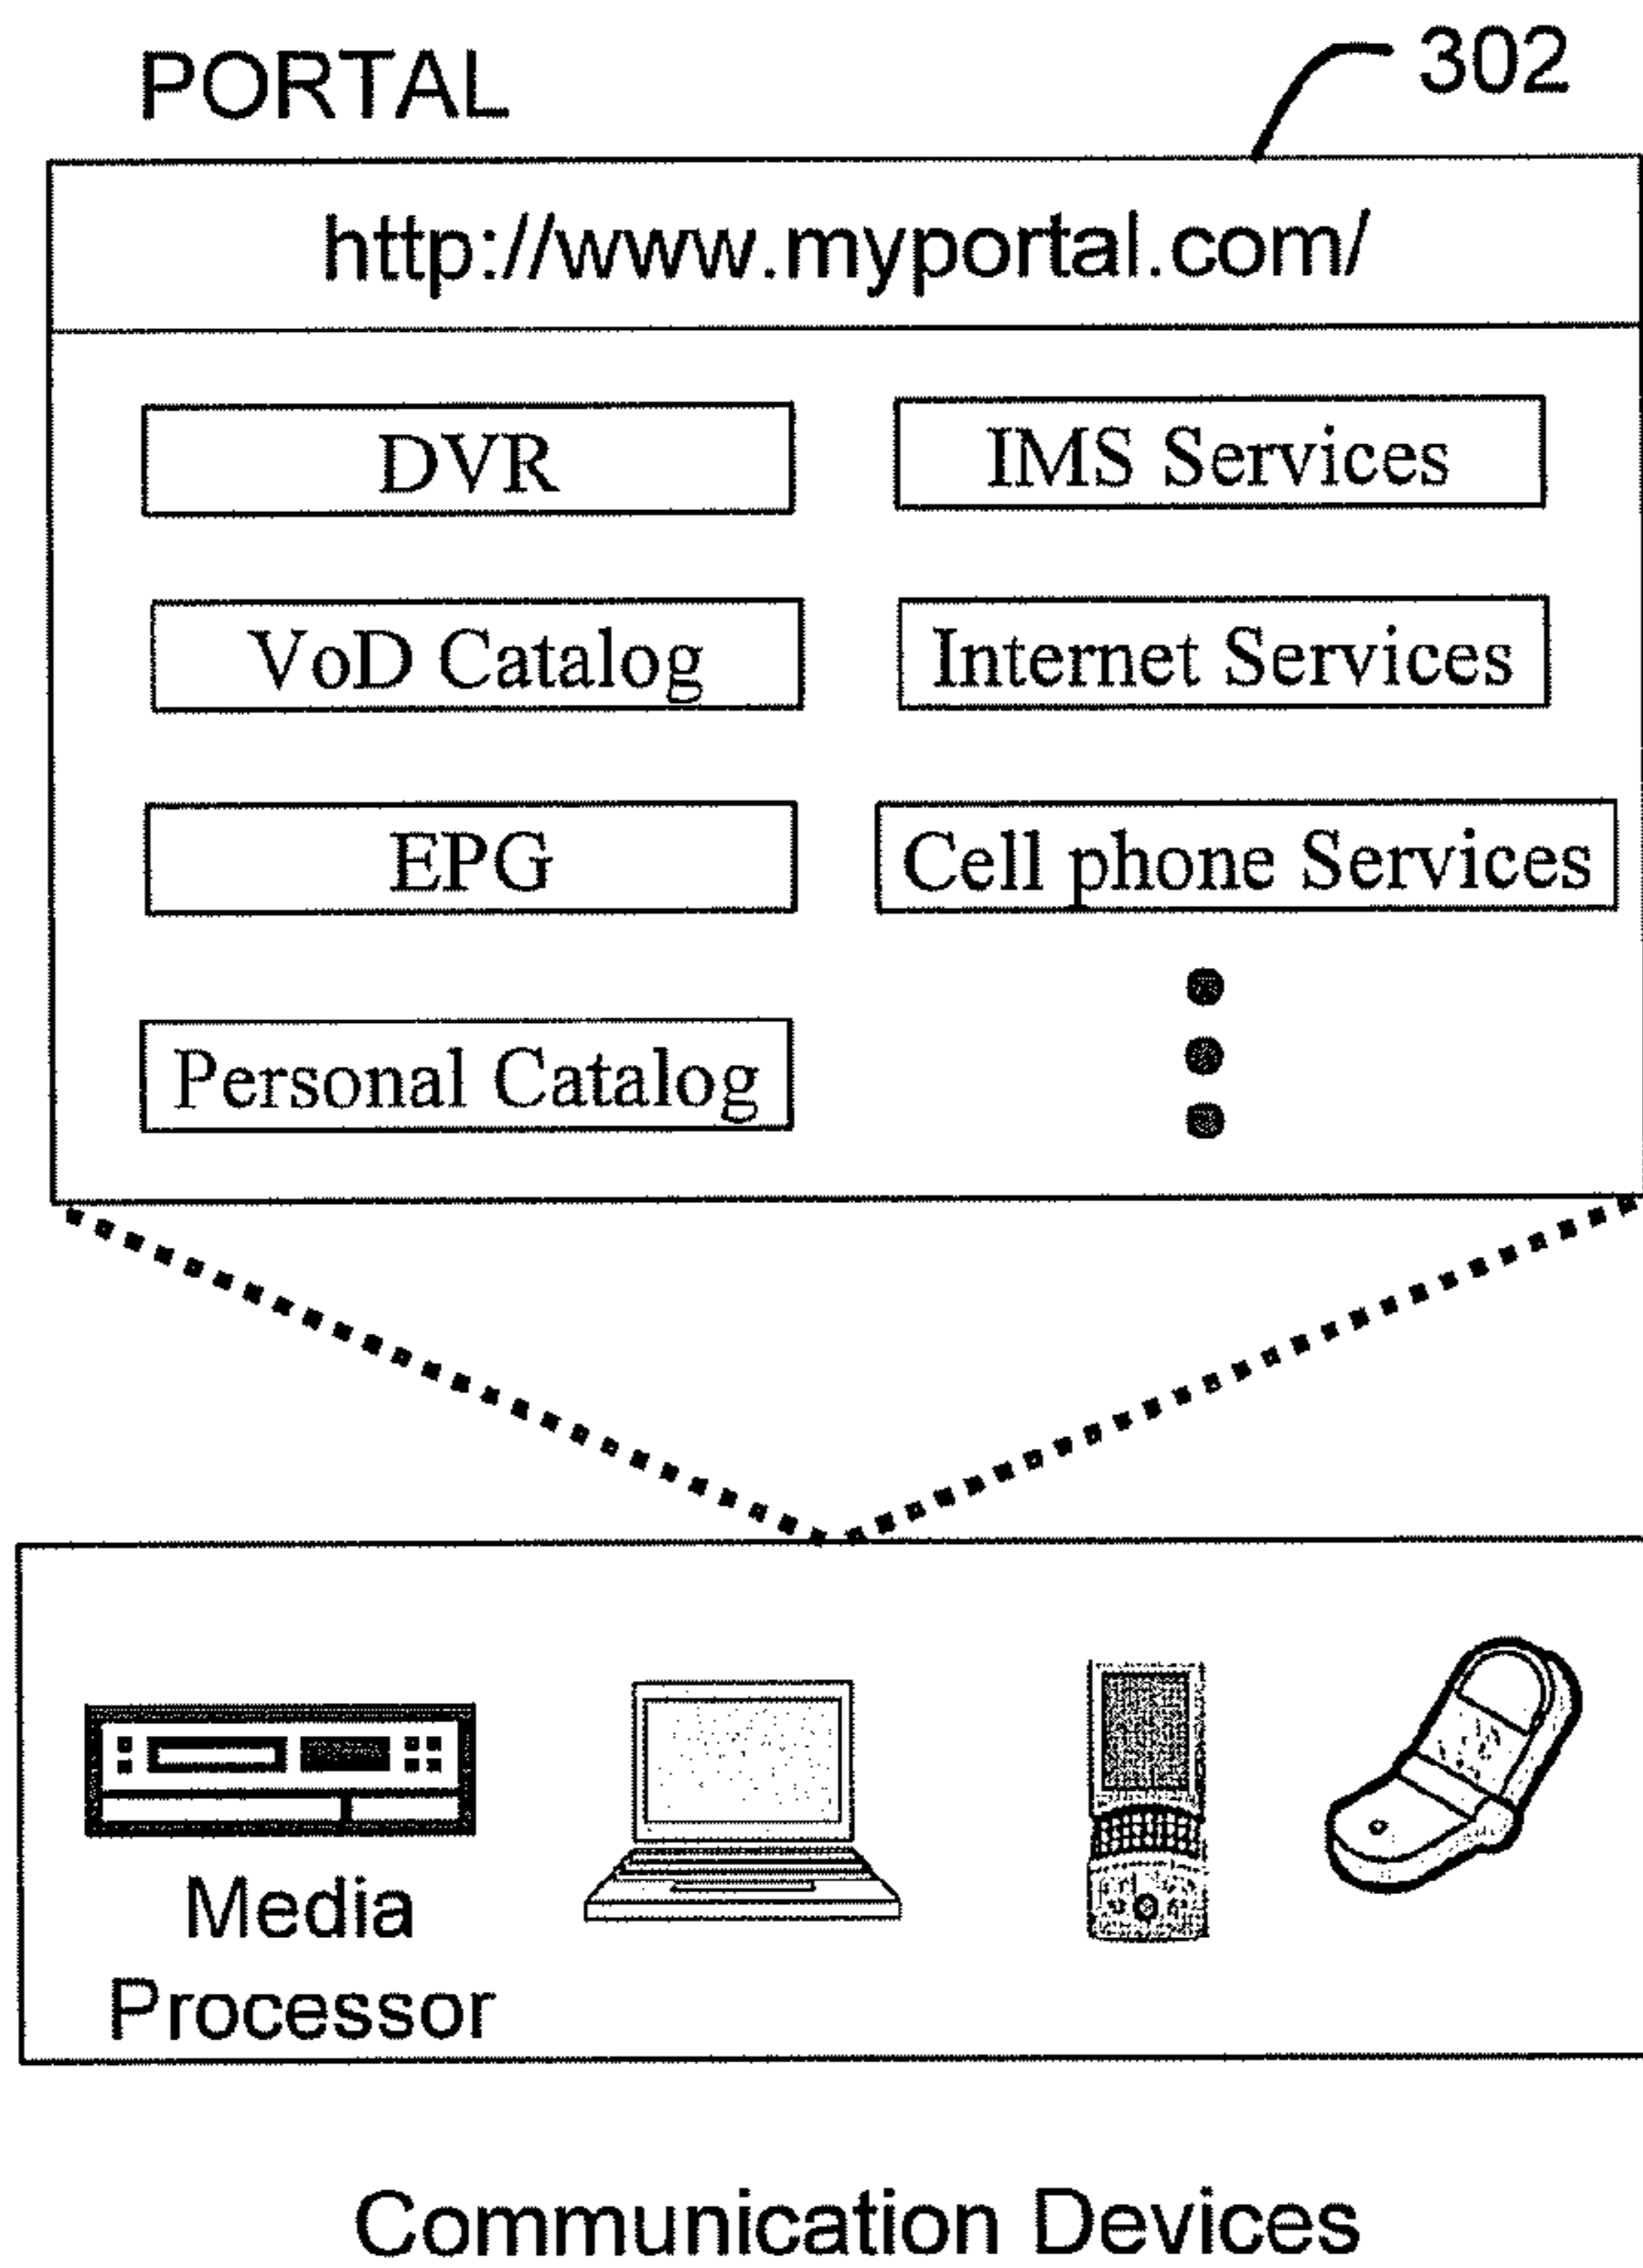 PORTAL
302
http://www.myportal.com/
DVR
IMS Services
VoD Catalog
Internet Services
EPG
Cell phone Services
Personal Catalog
Media
Processor
Communication Devices